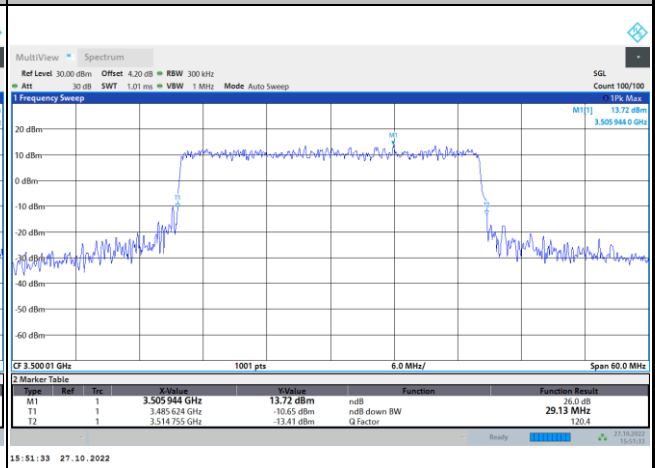 MultiView Spectrum
Ref Level 30.00 dBm Offset 4.20 dB RBW 300 kHz SGL
Att 30 dB SWT 1.01 ms VBW 1 MHz Mode Auto Sweep Count 100/100
1 Frequency Sweep 1Pk Max
M1[1] 13.72 dBm
3.505 944 0 GHz
20 dBm
M1
10 dBm
0 dBm
-10 dBm
-20 dBm
-30 dBm
-40 dBm
-50 dBm
-60 dBm
CF 3.500 01 GHz 1001 pts 6.0 MHz/ Span 60.0 MHz
2 Marker Table
Type Ref Trc X-Value Y-Value Function Function Result
M1 1 3.505 944 GHz 13.72 dBm ndB 26.0 dB
T1 1 3.485 624 GHz -10.65 dBm ndB down BW 29.13 MHz
T2 1 3.514 755 GHz -13.41 dBm Q Factor 120.4
Ready 27.10.2022
15:51:33
15:51:33 27.10.2022